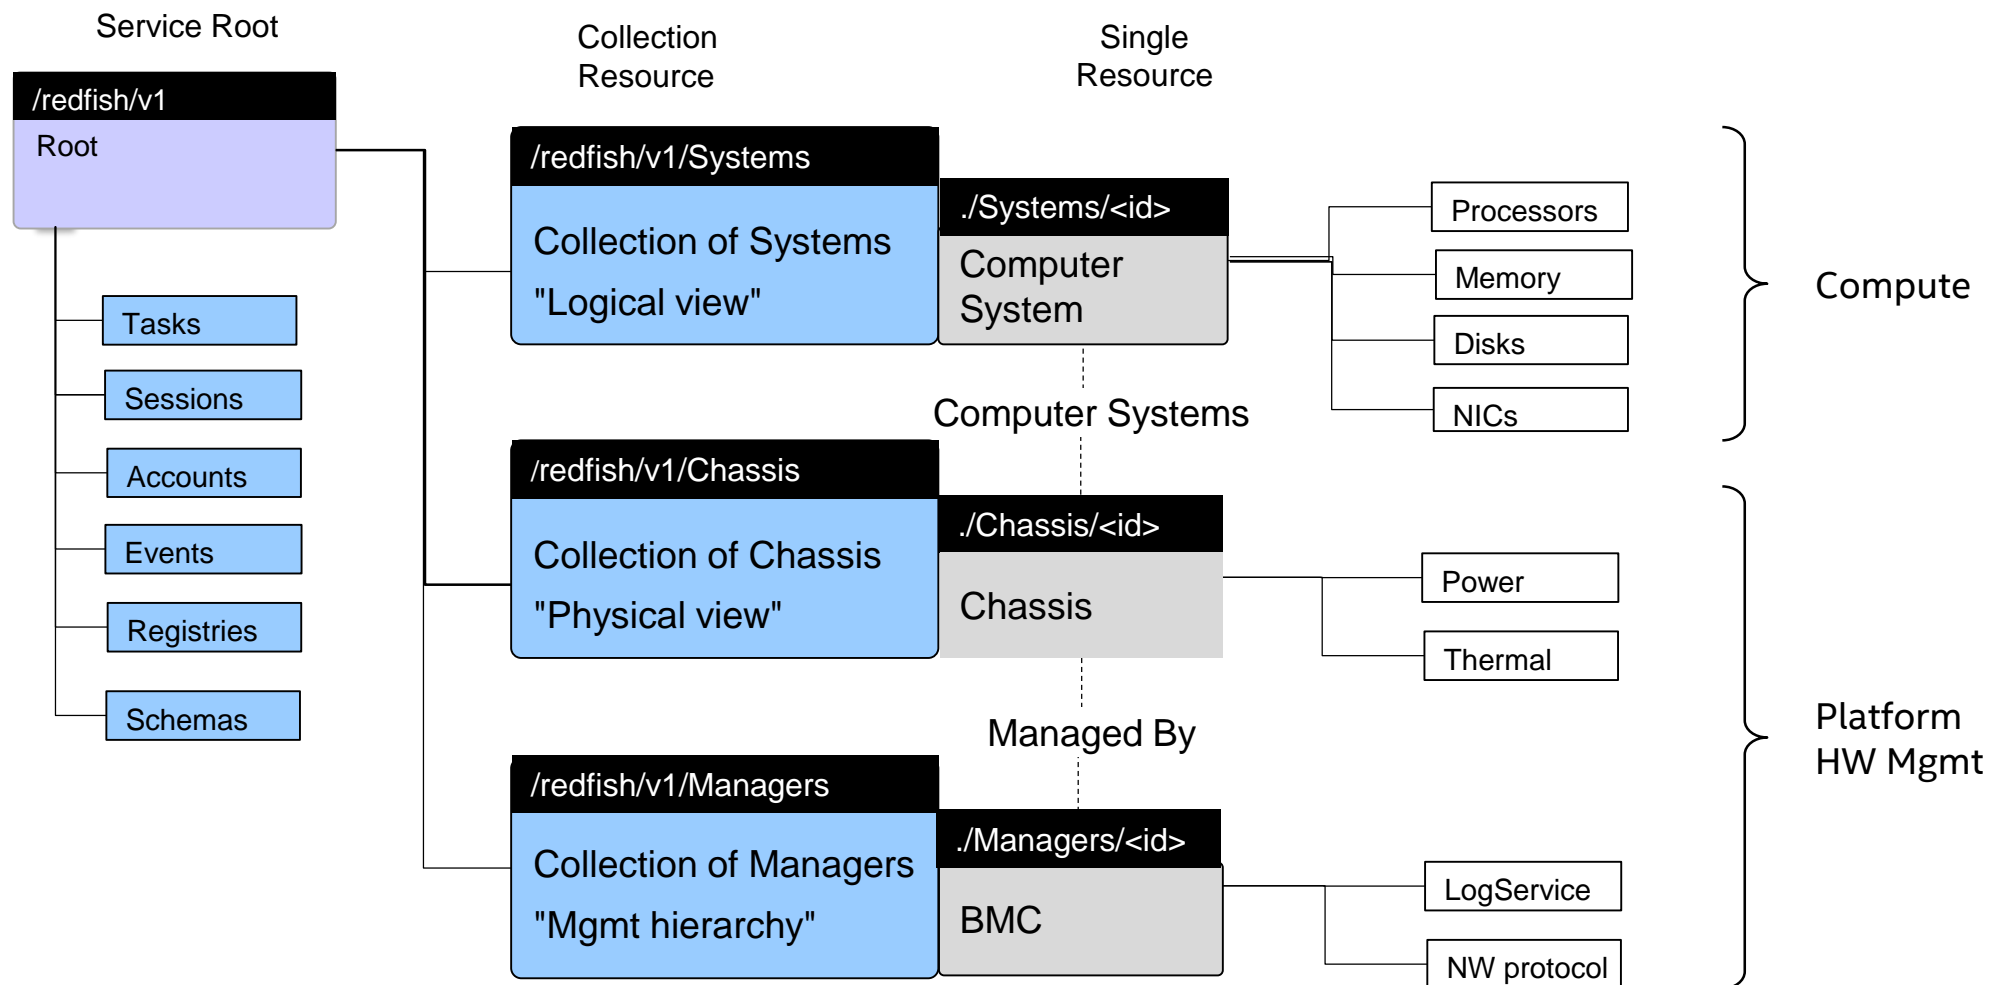 Service Root
Collection
Resource
Single
Resource
/redfish/v1
Root
Tasks
Sessions
Accounts
Events
Registries
Schemas
/redfish/v1/Systems
Collection of Systems
"Logical view"
./Systems/<id>
Computer
System
Processors
Memory
Disks
NICs
Compute
Computer Systems
/redfish/v1/Chassis
Collection of Chassis
"Physical view"
./Chassis/<id>
Chassis
Power
Thermal
Managed By
Platform
HW Mgmt
/redfish/v1/Managers
Collection of Managers
"Mgmt hierarchy"
./Managers/<id>
BMC
LogService
NW protocol